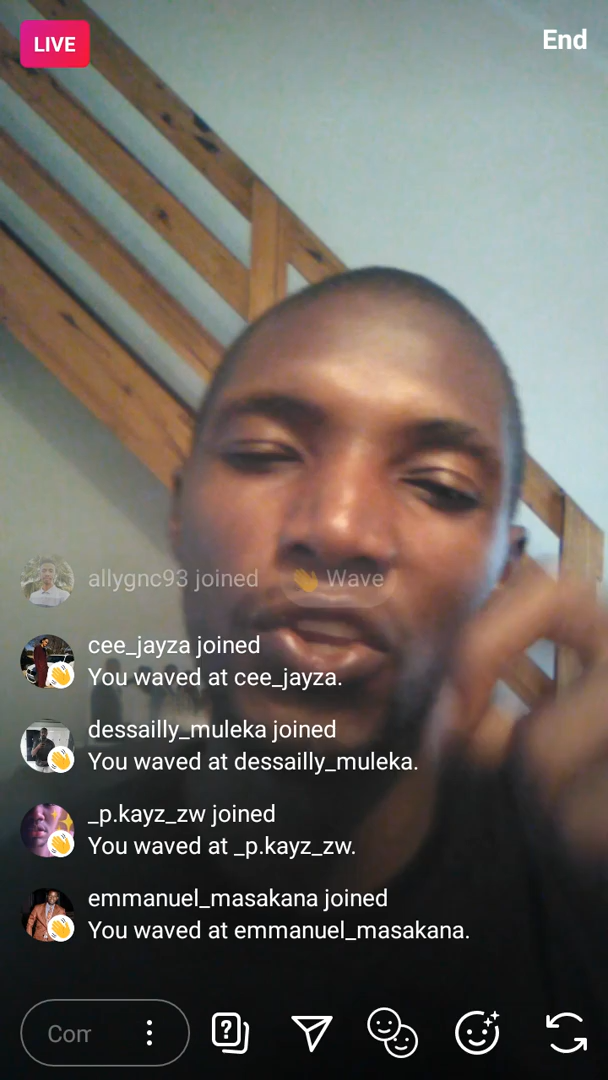 LIVE
End
allygnc93 joined 👋 Wave
cee_jayza joined
You waved at cee_jayza.
dessailly_muleka joined
You waved at dessailly_muleka.
_p.kayz_zw joined
You waved at _p.kayz_zw.
emmanuel_masakana joined
You waved at emmanuel_masakana.
Com